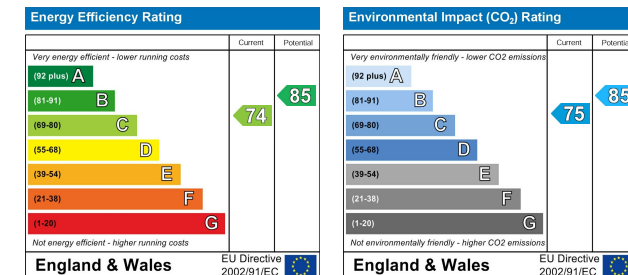 Energy Efficiency Rating
Current Potential
Very energy efficient - lower running costs
(92 plus) A
(81-91) B
(69-80) C
(55-68) D
(39-54) E
(21-38) F
(1-20) G
74
85
Not energy efficient - higher running costs
England & Wales
EU Directive
2002/91/EC
Environmental Impact (CO₂) Rating
Current Potentia
Very environmentally friendly - lower CO2 emissions
(92 plus) A
(81-91) B
(69-80) C
(55-68) D
(39-54) E
(21-38) F
(1-20) G
75
85
Not environmentally friendly - higher CO2 emissions
England & Wales
EU Directive
2002/91/EC